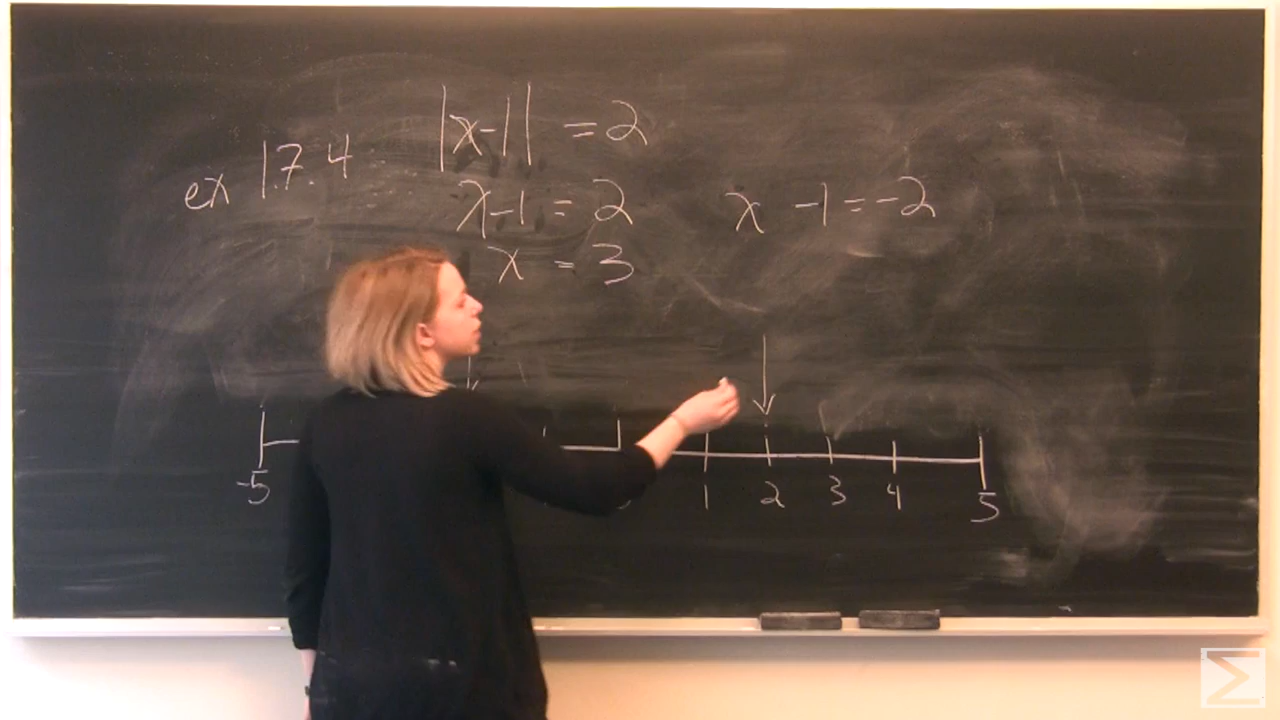 |x-1| = 2
ex 1.7.4
x-1 = 2 x -1 = -2
x = 3
-5 1 2 3 4 5